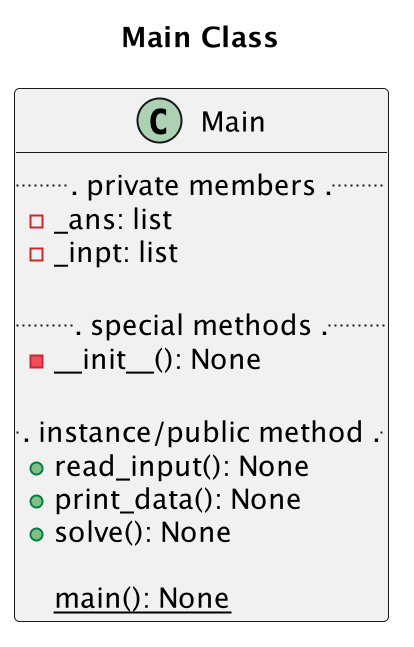 Main Class
C Main
. private members .
_ans: list
_inpt: list
. special methods .
__init__(): None
. instance/public method .
read_input(): None
print_data(): None
solve(): None
main(): None